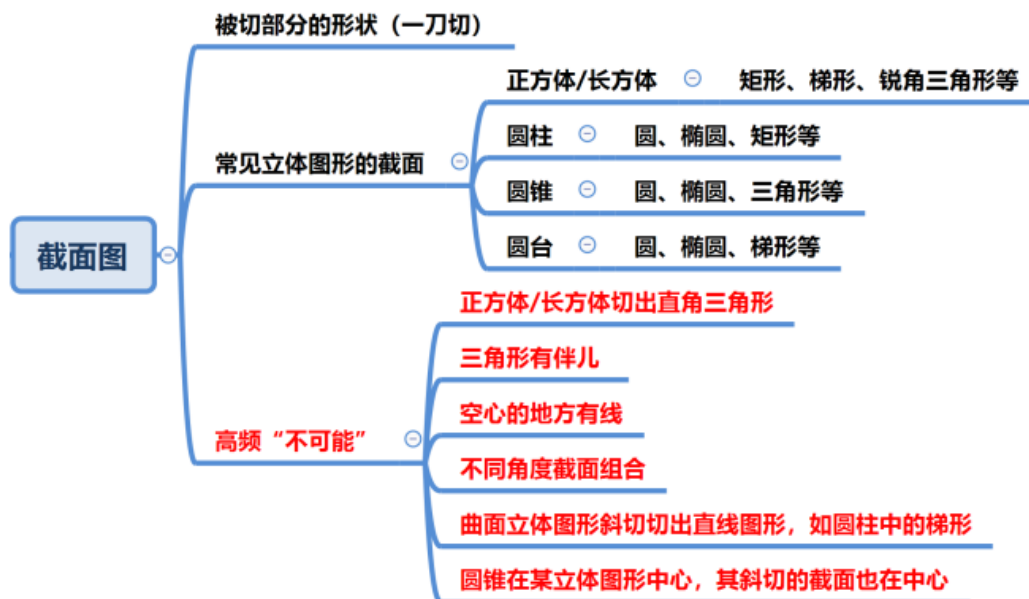 被切部分的形状（一刀切）
正方体/长方体 矩形、梯形、锐角三角形等
圆柱 圆、椭圆、矩形等
常见立体图形的截面
圆锥 圆、椭圆、三角形等
圆台 圆、椭圆、梯形等
截面图
正方体/长方体切出直角三角形
三角形有伴儿
空心的地方有线
高频“不可能”
不同角度截面组合
曲面立体图形斜切切出直线图形，如圆柱中的梯形
圆锥在某立体图形中心，其斜切的截面也在中心